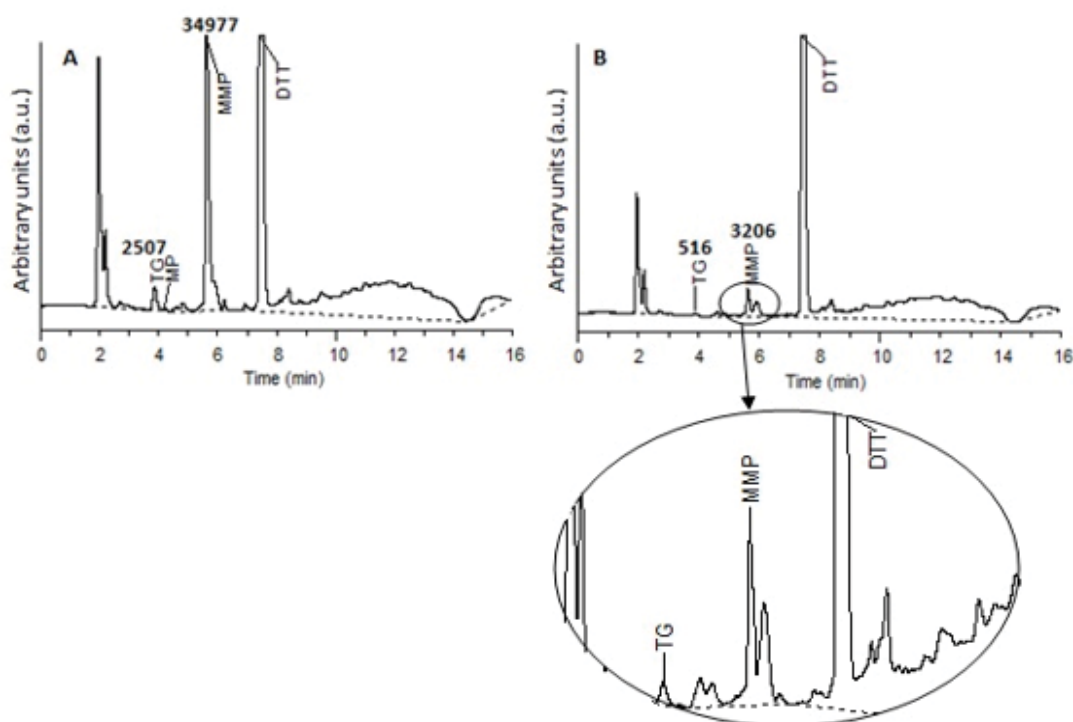 A
34977
MMP
DTT
2507
TG
MP
Arbitrary units (a.u.)
0 2 4 6 8 10 12 14 16
Time (min)
B
DTT
3206
MMP
516
TG
Arbitrary units (a.u.)
0 2 4 6 8 10 12 14 16
Time (min)
DTT
MMP
TG